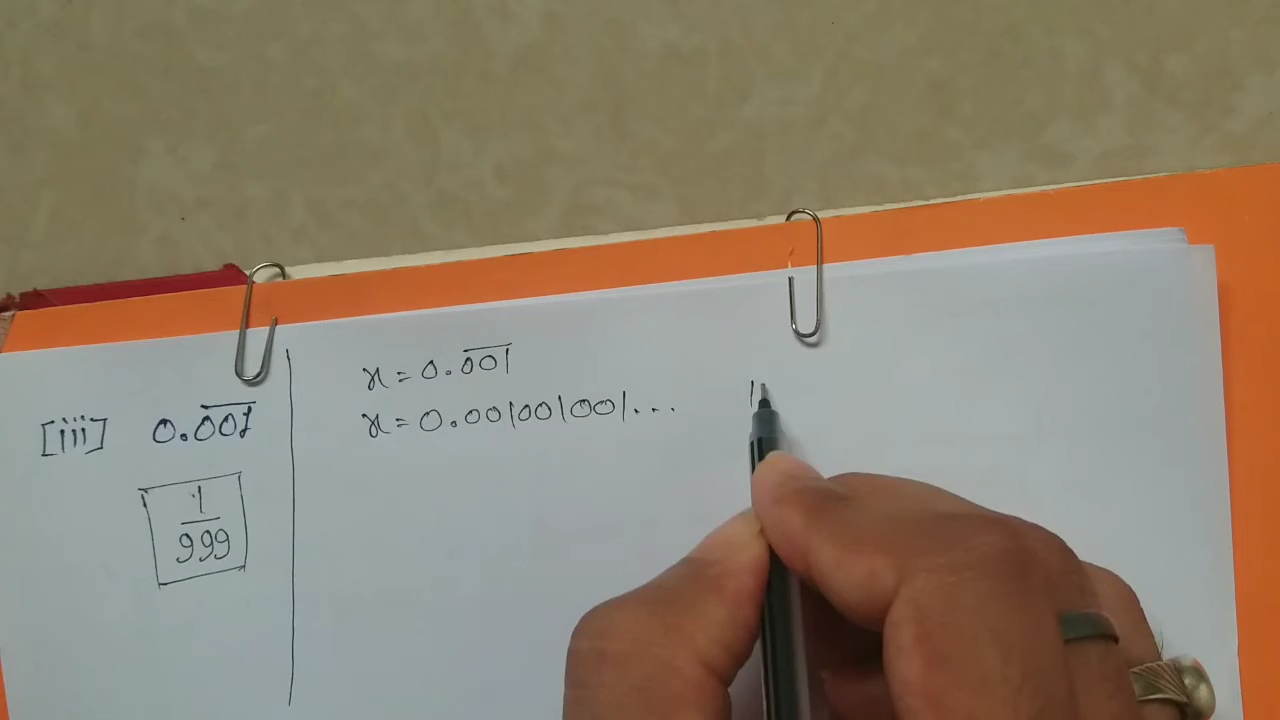 [iii] 0.0̅0̅1̅
1
999
x = 0.0̅0̅1̅
x = 0.001001001...